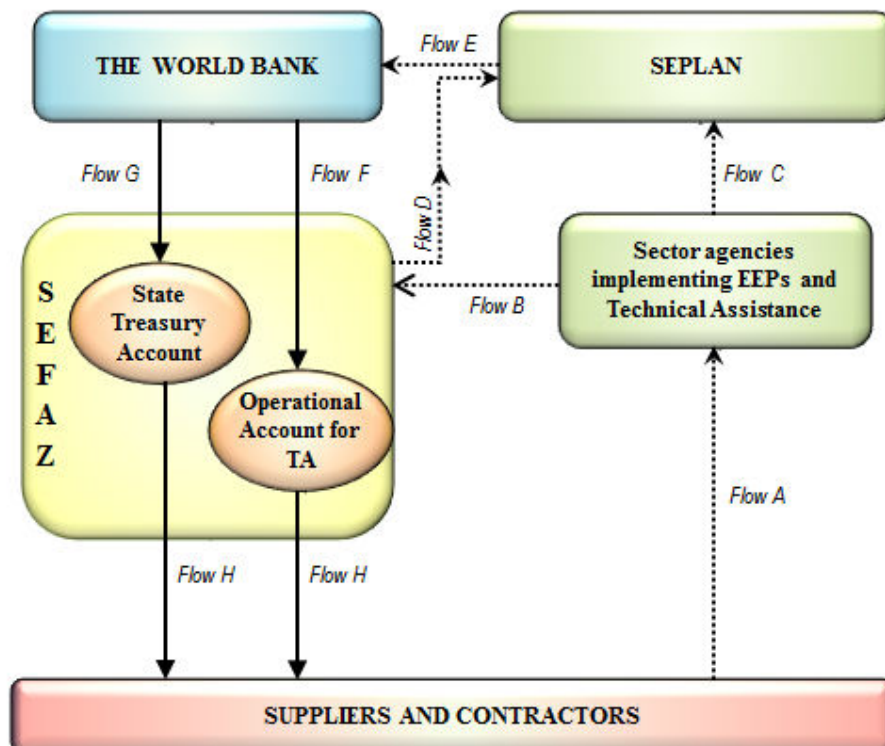 THE WORLD BANK
Flow E
SEPLAN
Flow G
Flow F
Flow D
Flow C
SEFAZ
State
Treasury
Account
Flow B
Sector agencies
implementing EEPs and
Technical Assistance
Operational
Account for
TA
Flow A
Flow H
Flow H
SUPPLIERS AND CONTRACTORS